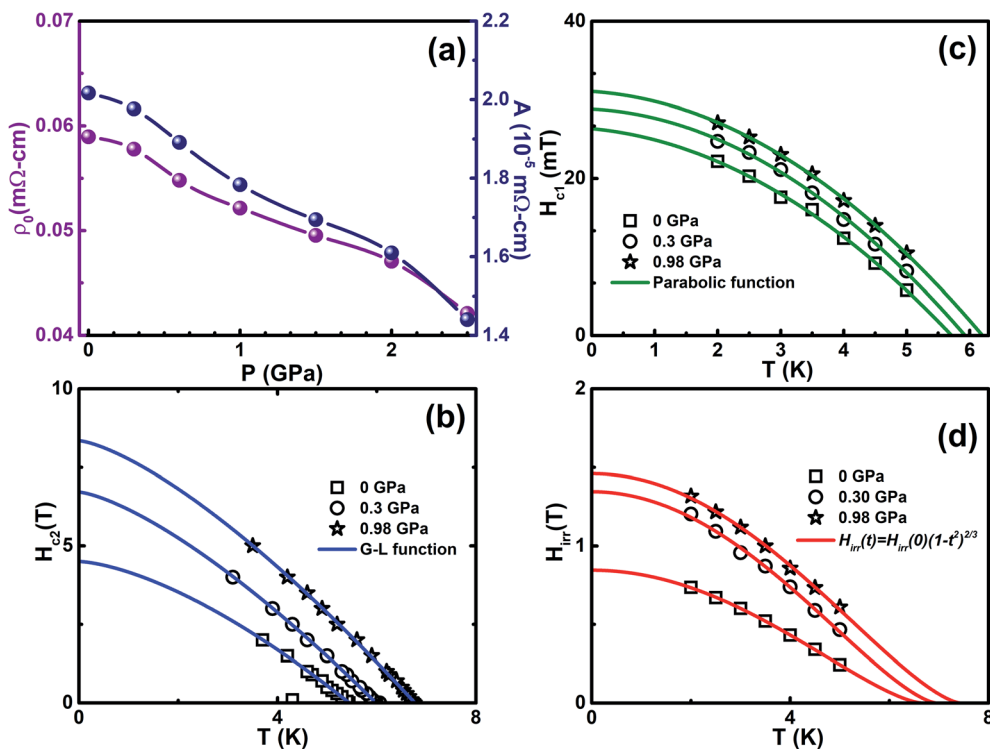 (a)
0.07
0.06
0.05
0.04
ρ0(mΩ-cm)
2.2
2.0
1.8
1.6
1.4
A (10-5 mΩ-cm)
0 1 2
P (GPa)
(c)
40
20
0
Hc1 (mT)
0 GPa
0.3 GPa
0.98 GPa
Parabolic function
0 1 2 3 4 5 6
T (K)
(b)
10
5
0
Hc2(T)
0 GPa
0.3 GPa
0.98 GPa
G-L function
4 8
T (K)
(d)
2
1
0
Hirr(T)
0 GPa
0.30 GPa
0.98 GPa
Hirr(t)=Hirr(0)(1-t2)2/3
4 8
T (K)